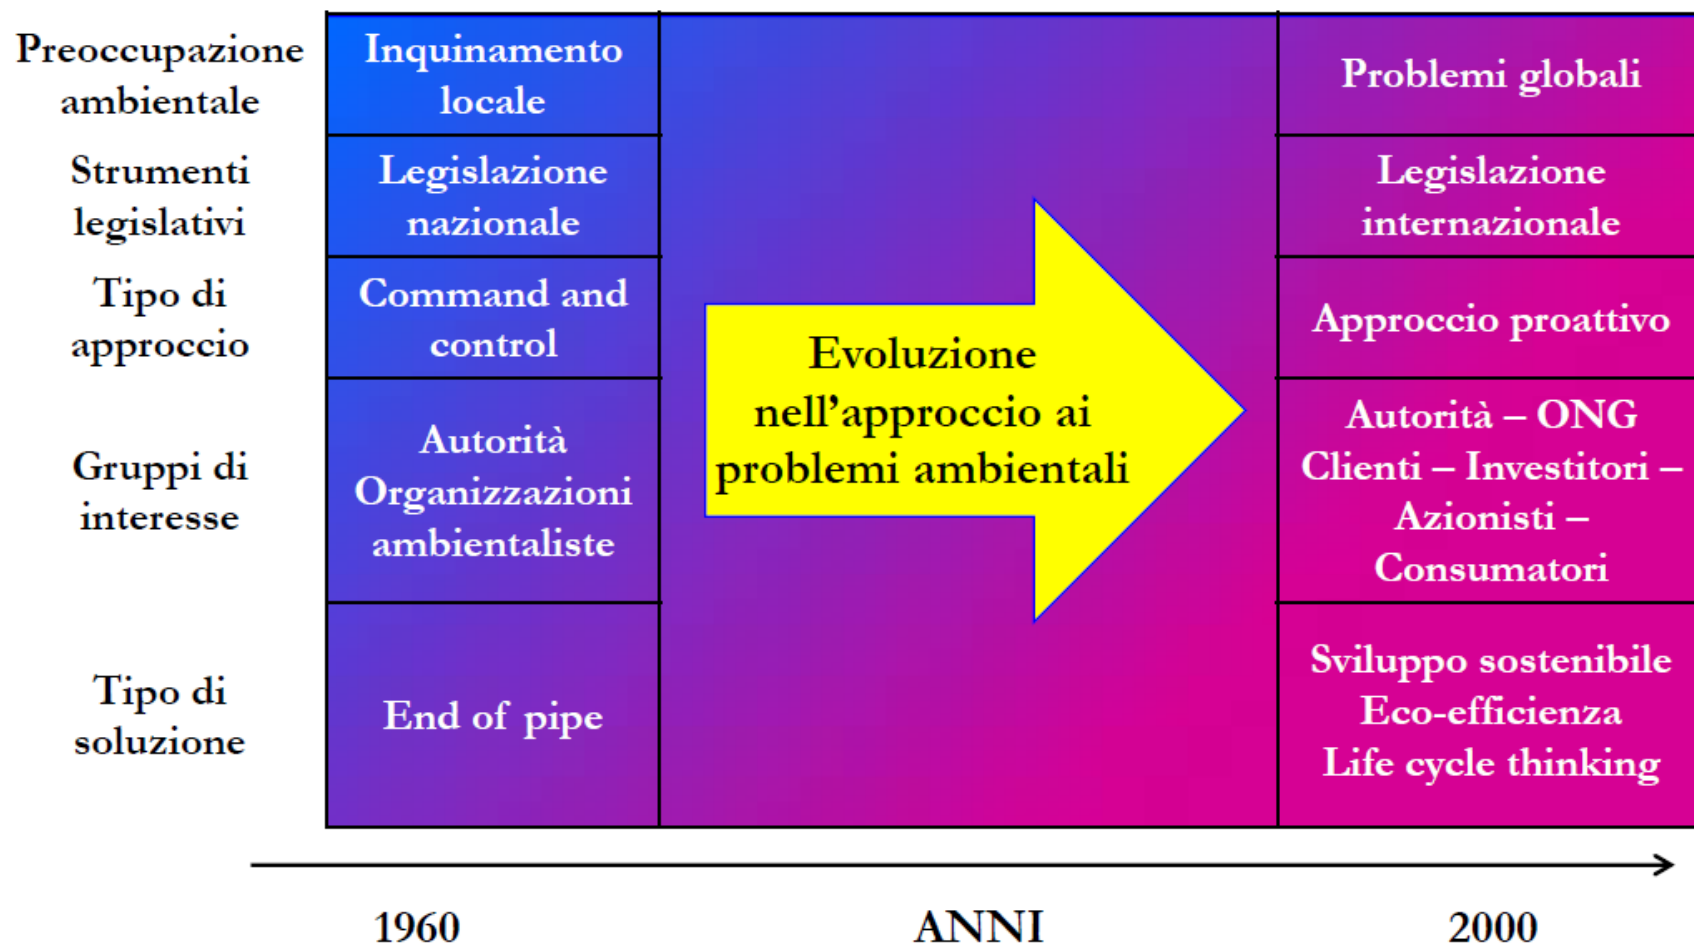 Preoccupazione
ambientale
Inquinamento
locale
Problemi globali
Strumenti
legislativi
Legislazione
nazionale
Legislazione
internazionale
Tipo di
approccio
Command and
control
Approccio proattivo
Evoluzione
nell’approccio ai
problemi ambientali
Gruppi di
interesse
Autorità
Organizzazioni
ambientaliste
Autorità – ONG
Clienti – Investitori –
Azionisti –
Consumatori
Tipo di
soluzione
End of pipe
Sviluppo sostenibile
Eco-efficienza
Life cycle thinking
1960
ANNI
2000